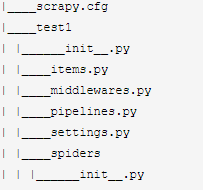 |____scrapy.cfg
|____test1
| |______init__.py
| |____items.py
| |____middlewares.py
| |____pipelines.py
| |____settings.py
| |____spiders
| | |______init__.py